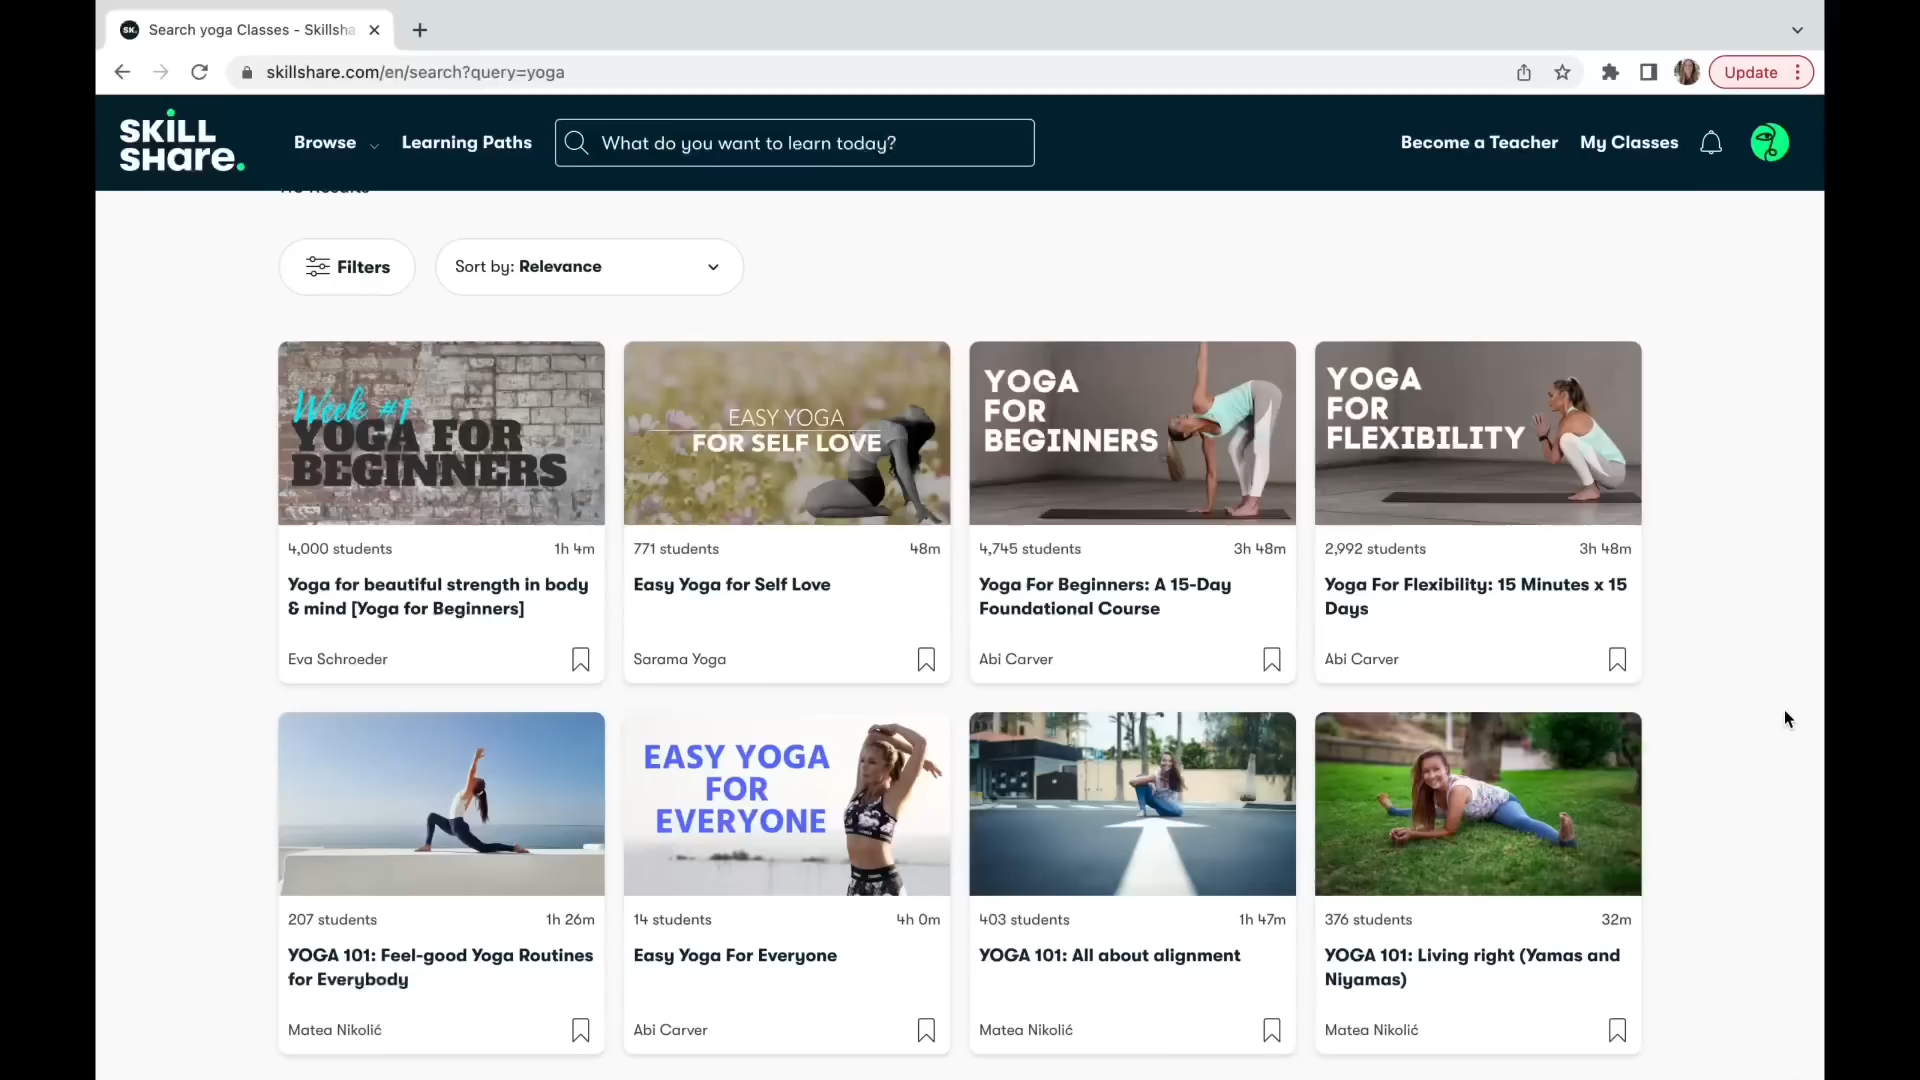 SK.
Search yoga Classes - Skillsha
skillshare.com/en/search?query=yoga
Update
SKiLL
SHare.
Browse
Learning Paths
What do you want to learn today?
Become a Teacher
My Classes
Results
Filters
Sort by: Relevance
Week #1
YOGA FOR
BEGINNERS
4,000 students
1h 4m
Yoga for beautiful strength in body
& mind [Yoga for Beginners]
Eva Schroeder
EASY YOGA
FOR SELF LOVE
771 students
48m
Easy Yoga for Self Love
Sarama Yoga
YOGA
FOR
BEGINNERS
4,745 students
3h 48m
Yoga For Beginners: A 15-Day
Foundational Course
Abi Carver
YOGA
FOR
FLEXIBILITY
2,992 students
3h 48m
Yoga For Flexibility: 15 Minutes x 15
Days
Abi Carver
207 students
1h 26m
YOGA 101: Feel-good Yoga Routines
for Everybody
Matea Nikolić
EASY YOGA
FOR
EVERYONE
14 students
4h 0m
Easy Yoga For Everyone
Abi Carver
403 students
1h 47m
YOGA 101: All about alignment
Matea Nikolić
376 students
32m
YOGA 101: Living right (Yamas and
Niyamas)
Matea Nikolić